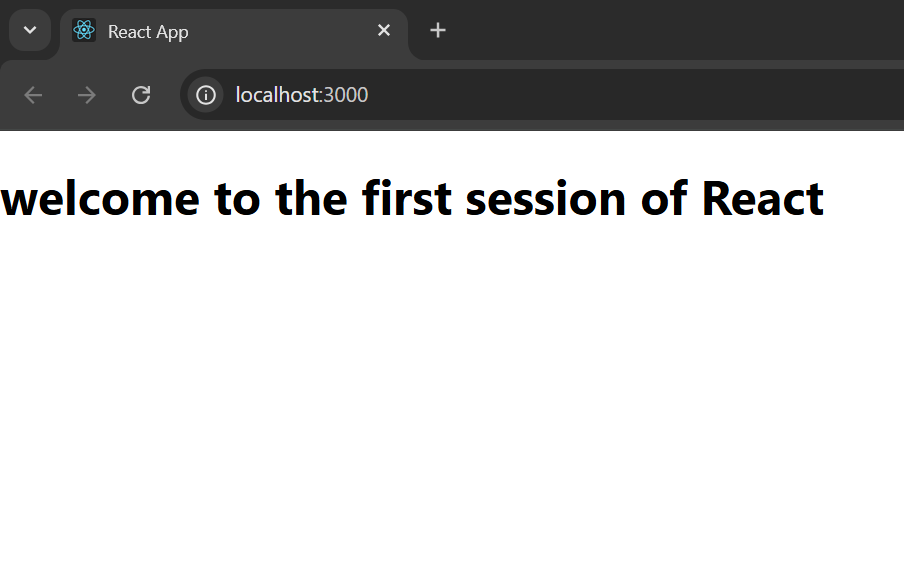 React App
localhost:3000
welcome to the first session of React